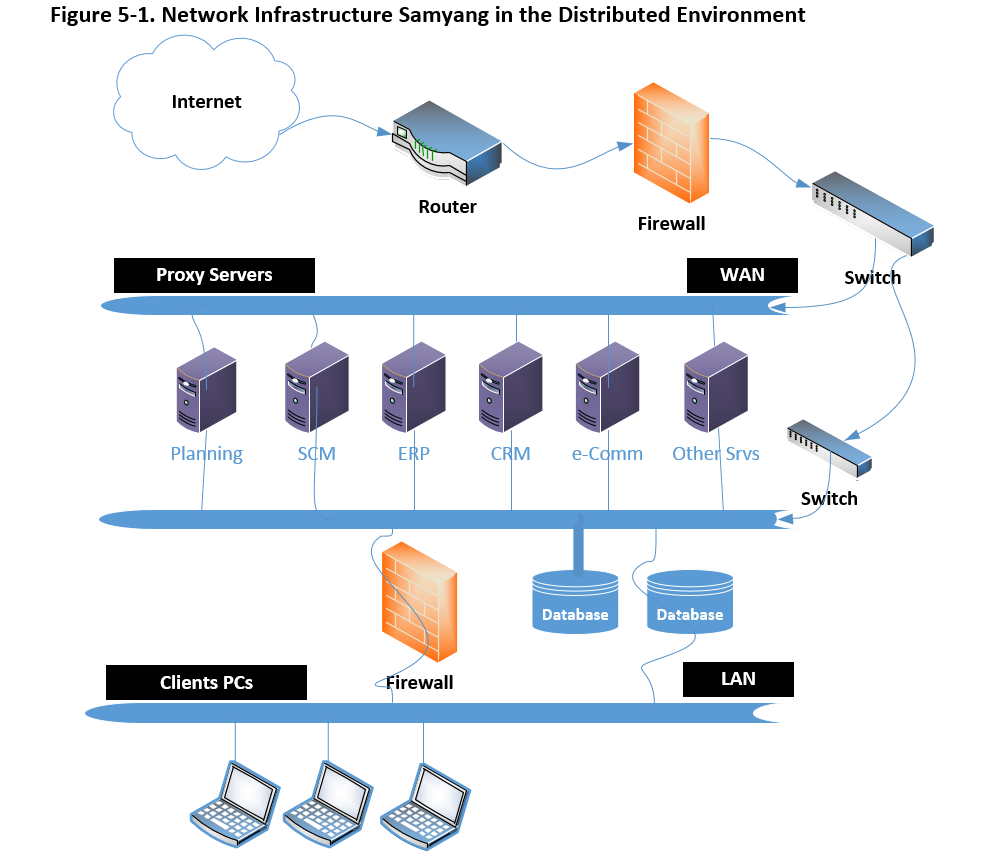 Figure 5-1. Network Infrastructure Samyang in the Distributed Environment
Internet
Router
Firewall
Switch
Proxy Servers
WAN
Planning
SCM
ERP
CRM
e-Comm
Other Srvs
Switch
Database
Database
Firewall
Clients PCs
LAN